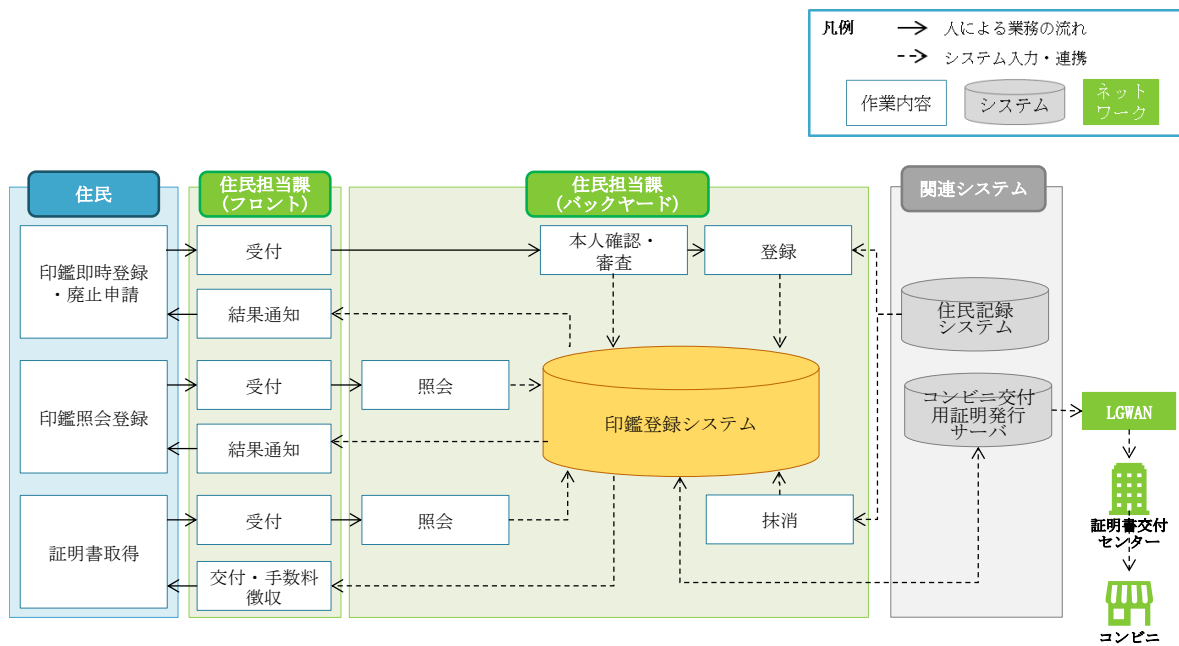 凡例
人による業務の流れ
システム入力・連携
作業内容
システム
ネット
ワーク
住民
住民担当課
(フロント)
住民担当課
(バックヤード)
関連システム
印鑑即時登録
・廃止申請
受付
本人確認・
審査
登録
結果通知
住民記録
システム
印鑑照会登録
受付
照会
結果通知
印鑑登録システム
コンビニ交付
用証明発行
サーバ
LGWAN
証明書取得
受付
照会
抹消
交付・手数料
徴収
証明書交付
センター
コンビニ